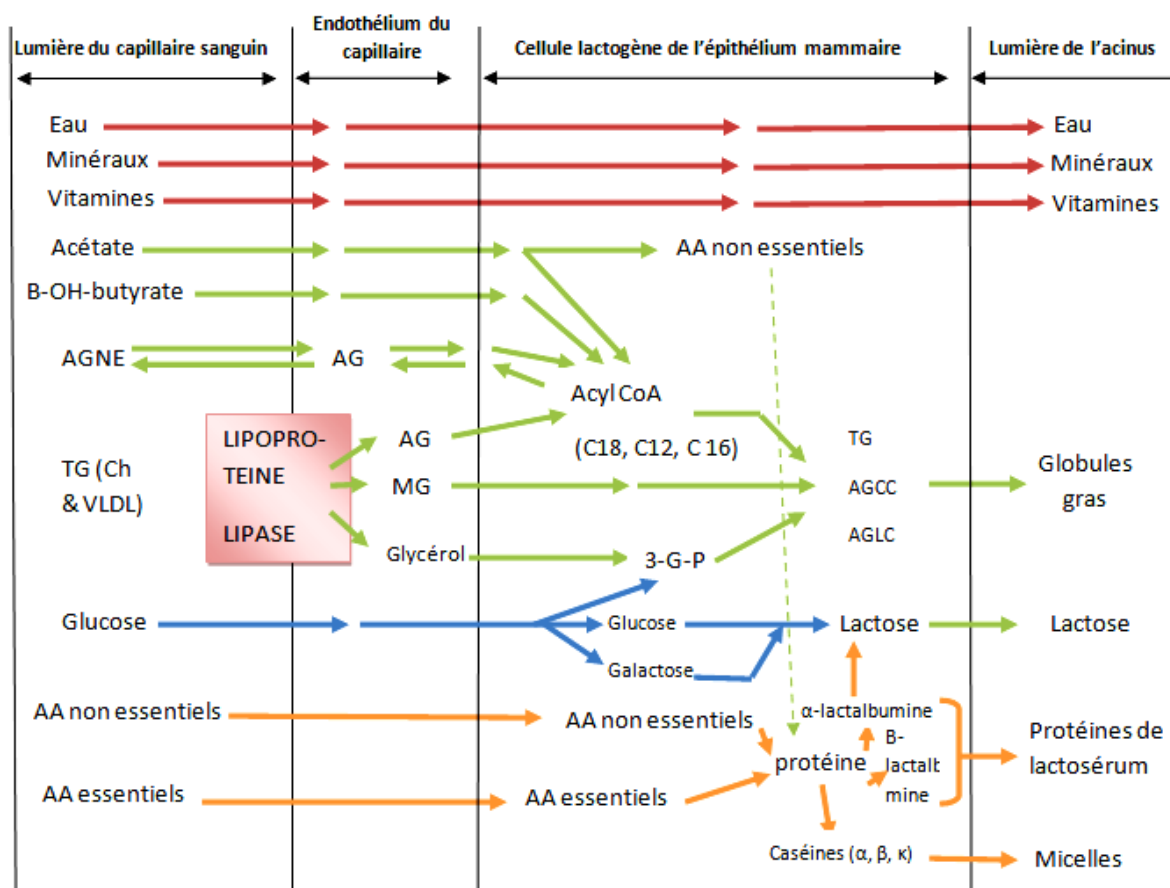 Lumière du capillaire sanguin
Endothélium du
capillaire
Cellule lactogène de l'épithélium mammaire
Lumière de l'acinus
Eau
Eau
Minéraux
Minéraux
Vitamines
Vitamines
Acétate
AA non essentiels
B-OH-butyrate
AGNE
AG
Acyl CoA
(C18, C12, C 16)
TG (Ch
& VLDL)
LIPOPRO-
TEINE
LIPASE
AG
MG
Glycérol
3-G-P
TG
AGCC
AGLC
Globules
gras
Glucose
Glucose
Galactose
Lactose
Lactose
AA non essentiels
AA non essentiels
AA essentiels
AA essentiels
protéine
α-lactalbumine
B-
lactalb
mine
Protéines de
lactosérum
Caséines (α, β, κ)
Micelles